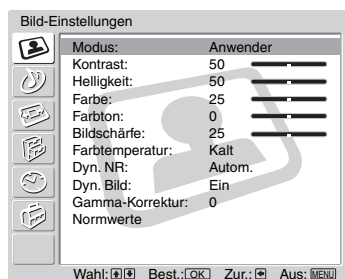 Bild-Einstellungen
Modus: Anwender
Kontrast: 50
Helligkeit: 50
Farbe: 25
Farbton: 0
Bildschärfe: 25
Farbtemperatur: Kalt
Dyn. NR: Autom.
Dyn. Bild: Ein
Gamma-Korrektur: 0
Normwerte
Wahl: Best.: OK Zur.: Aus: MENU